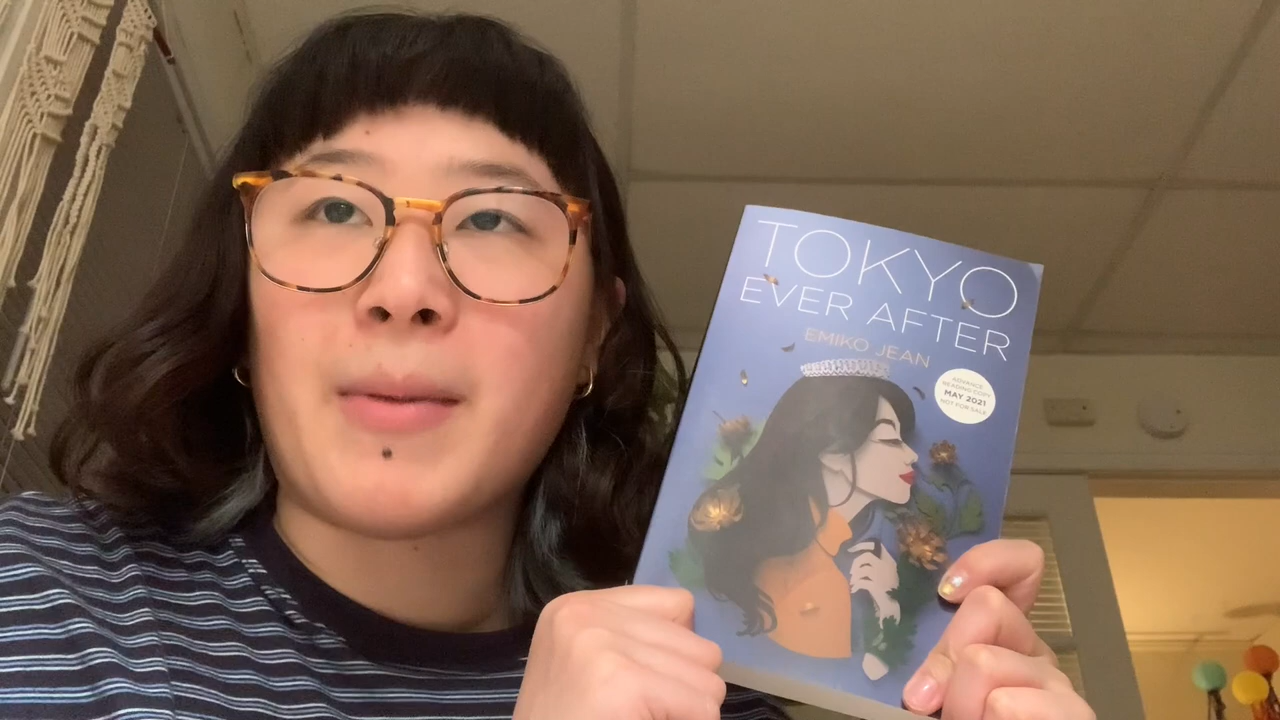 TOKYO
EVER AFTER
EMIKO JEAN
ADVANCE
READING COPY
MAY 2021
NOT FOR SALE